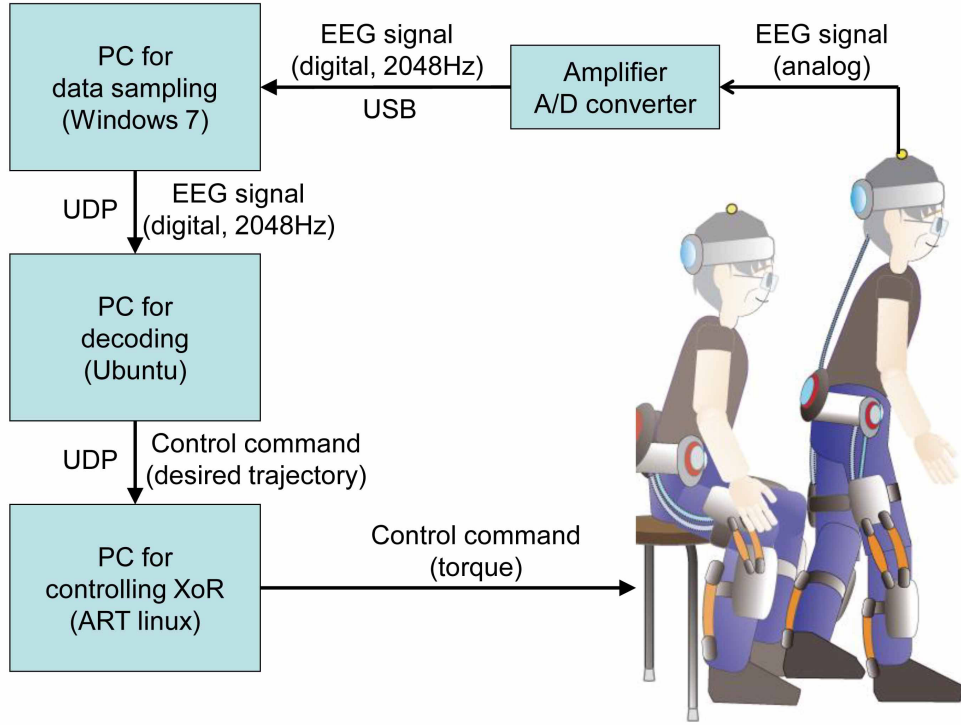 PC for
data sampling
(Windows 7)
EEG signal
(digital, 2048Hz)
USB
Amplifier
A/D converter
EEG signal
(analog)
UDP
EEG signal
(digital, 2048Hz)
PC for
decoding
(Ubuntu)
UDP
Control command
(desired trajectory)
PC for
controlling XoR
(ART linux)
Control command
(torque)